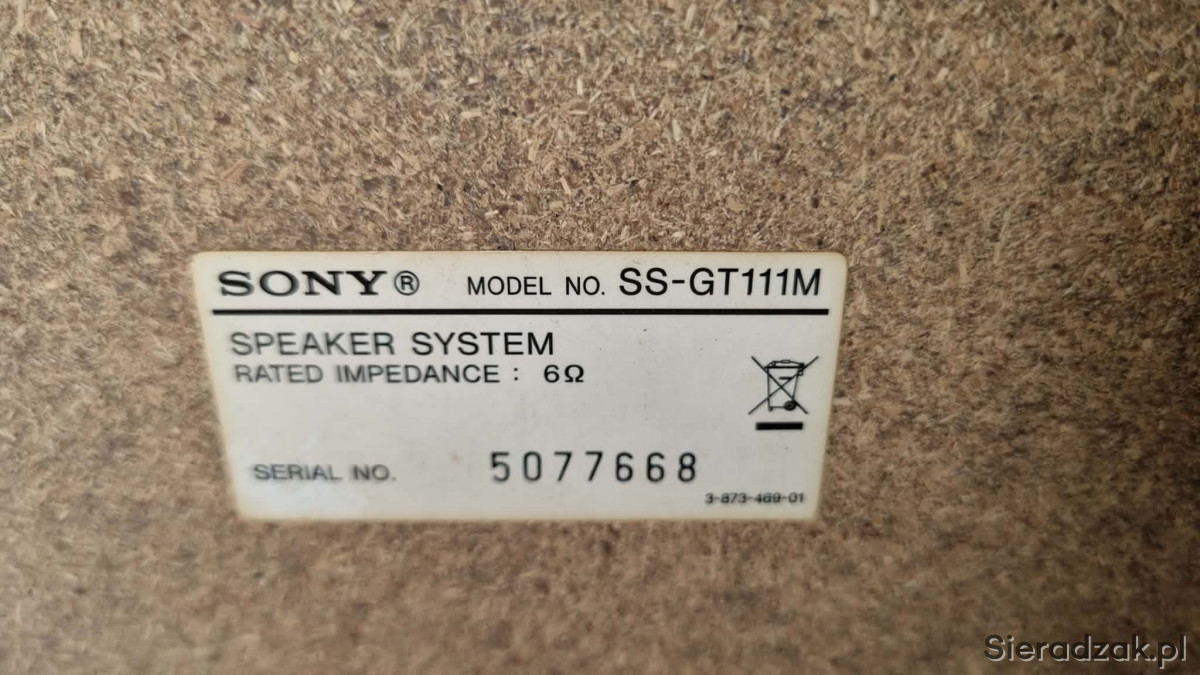 SONY® MODEL NO. SS-GT111M
SPEAKER SYSTEM
RATED IMPEDANCE : 6Ω
SERIAL NO. 5077668
3-873-469-01
Sieradzak.pl